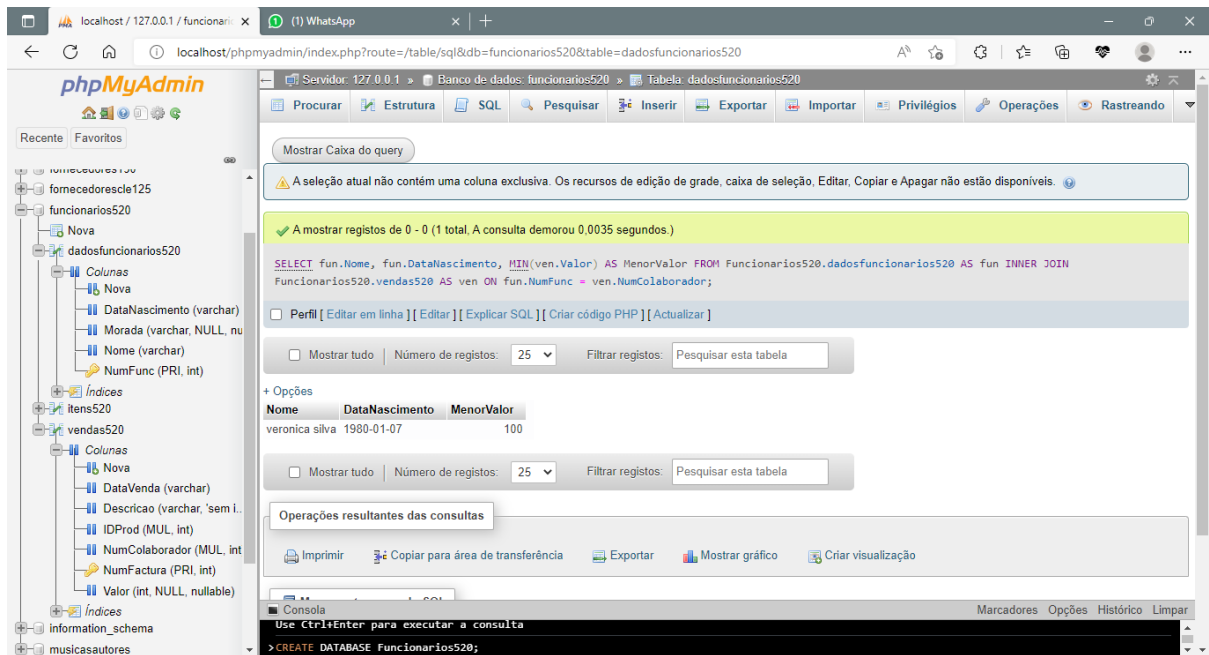 localhost / 127.0.0.1 / funcionario
(1) WhatsApp
localhost/phpmyadmin/index.php?route=/table/sql&db=funcionarios520&table=dadosfuncionarios520
phpMyAdmin
Recente Favoritos
fornecedorescle125
funcionarios520
Nova
dadosfuncionarios520
Colunas
Nova
DataNascimento (varchar)
Morada (varchar, NULL, nu
Nome (varchar)
NumFunc (PRI, int)
Índices
itens520
vendas520
Colunas
Nova
DataVenda (varchar)
Descricao (varchar, 'sem i..
IDProd (MUL, int)
NumColaborador (MUL, int
NumFactura (PRI, int)
Valor (int, NULL, nullable)
Índices
information_schema
musicasautores
Servidor: 127.0.0.1 » Banco de dados: funcionarios520 » Tabela: dadosfuncionarios520
Procurar Estrutura SQL Pesquisar Inserir Exportar Importar Privilégios Operações Rastreando
Mostrar Caixa do query
A seleção atual não contém uma coluna exclusiva. Os recursos de edição de grade, caixa de seleção, Editar, Copiar e Apagar não estão disponíveis.
A mostrar registos de 0 - 0 (1 total, A consulta demorou 0,0035 segundos.)
SELECT fun.Nome, fun.DataNascimento, MIN(ven.Valor) AS MenorValor FROM Funcionarios520.dadosfuncionarios520 AS fun INNER JOIN
Funcionarios520.vendas520 AS ven ON fun.NumFunc = ven.NumColaborador;
Perfil [ Editar em linha ] [ Editar ] [ Explicar SQL ] [ Criar código PHP ] [ Actualizar ]
Mostrar tudo | Número de registos: 25 Filtrar registos: Pesquisar esta tabela
+ Opções
Nome DataNascimento MenorValor
veronica silva 1980-01-07 100
Mostrar tudo | Número de registos: 25 Filtrar registos: Pesquisar esta tabela
Operações resultantes das consultas
Imprimir Copiar para área de transferência Exportar Mostrar gráfico Criar visualização
Consola Marcadores Opções Histórico Limpar
Use Ctrl+Enter para executar a consulta
>CREATE DATABASE Funcionarios520;